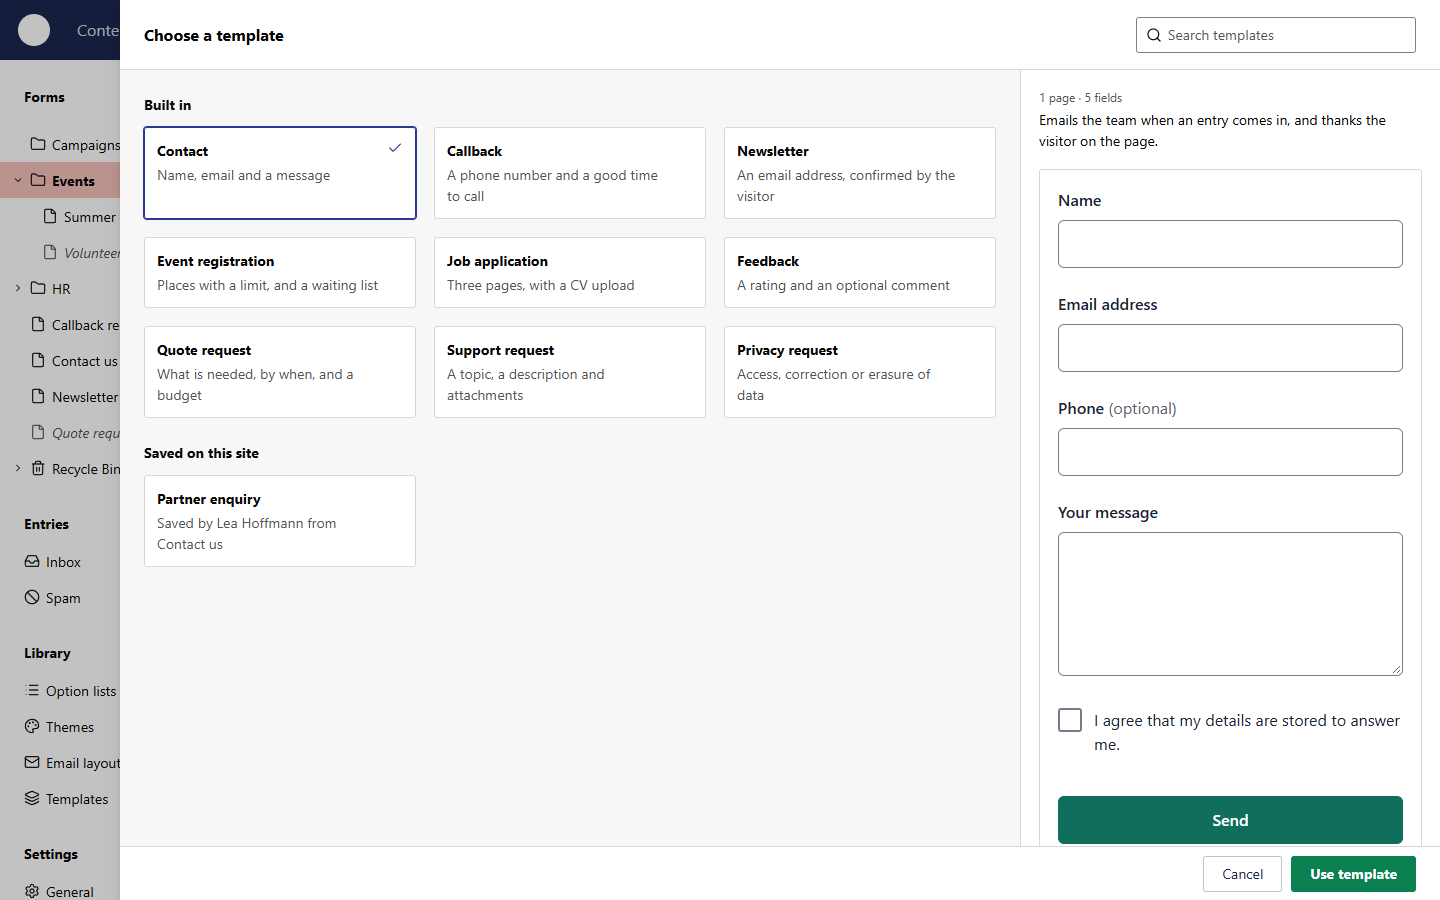 Conte
Choose a template
Search templates
Forms
Campaigns
Events
Summer
Volunteer
HR
Callback re
Contact us
Newsletter
Quote requ
Recycle Bin
Entries
Inbox
Spam
Library
Option lists
Themes
Email layout
Templates
Settings
General
Built in
Contact
Name, email and a message
Callback
A phone number and a good time
to call
Newsletter
An email address, confirmed by the
visitor
Event registration
Places with a limit, and a waiting list
Job application
Three pages, with a CV upload
Feedback
A rating and an optional comment
Quote request
What is needed, by when, and a
budget
Support request
A topic, a description and
attachments
Privacy request
Access, correction or erasure of
data
Saved on this site
Partner enquiry
Saved by Lea Hoffmann from
Contact us
1 page · 5 fields
Emails the team when an entry comes in, and thanks the
visitor on the page.
Name
Email address
Phone (optional)
Your message
I agree that my details are stored to answer
me.
Send
Cancel
Use template